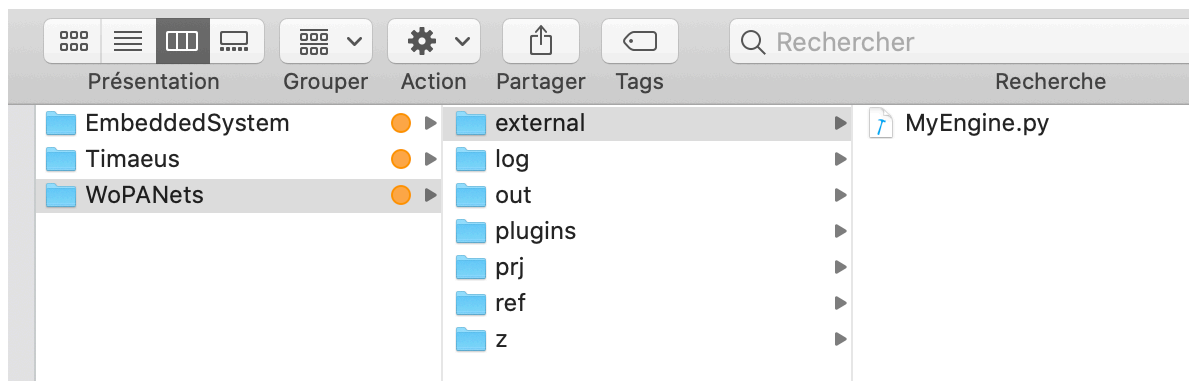 Rechercher
Présentation
Grouper
Action
Partager
Tags
Recherche
EmbeddedSystem
Timaeus
WoPANets
external
log
out
plugins
prj
ref
z
MyEngine.py